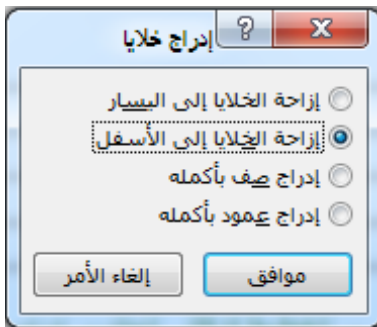 إدراج خلايا
إزاحة الخلايا إلى اليسار
إزاحة الخلايا إلى الأسفل
إدراج صف بأكمله
إدراج عمود بأكمله
موافق
إلغاء الأمر